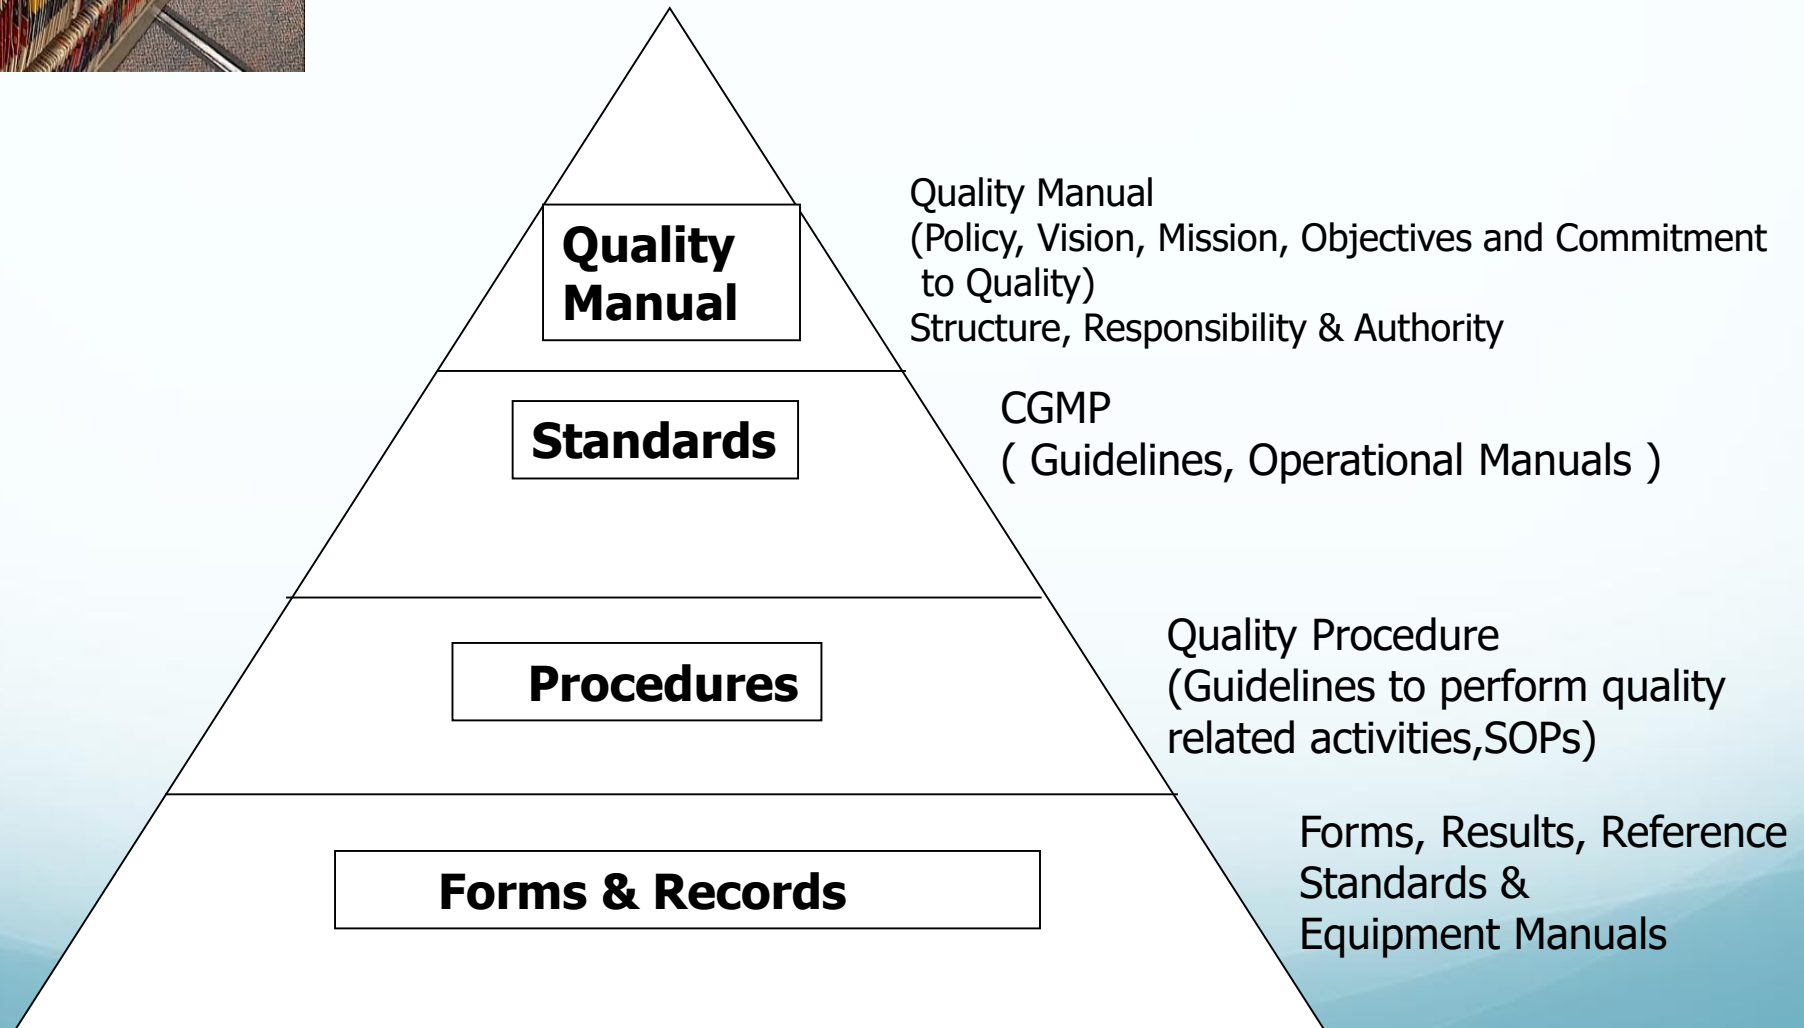 Quality
Manual
Quality Manual
(Policy, Vision, Mission, Objectives and Commitment
to Quality)
Structure, Responsibility & Authority
Standards
CGMP
( Guidelines, Operational Manuals )
Procedures
Quality Procedure
(Guidelines to perform quality
related activities,SOPs)
Forms & Records
Forms, Results, Reference
Standards &
Equipment Manuals